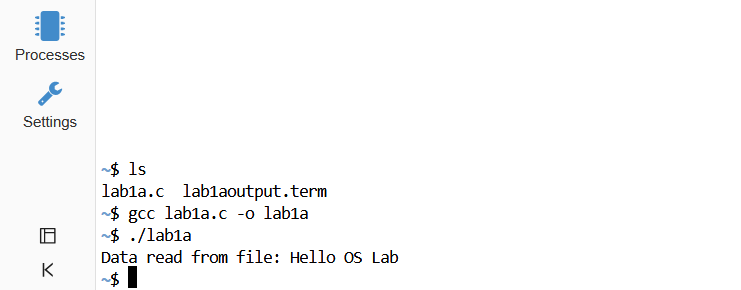 Processes
Settings
~$ ls
lab1a.c  lab1aoutput.term
~$ gcc lab1a.c -o lab1a
~$ ./lab1a
Data read from file: Hello OS Lab
~$